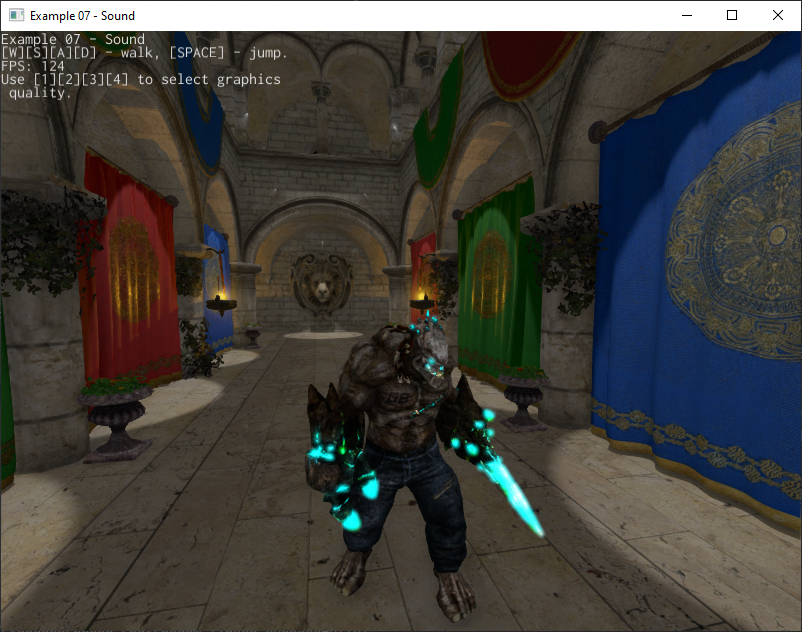 Example 07 - Sound
Example 07 - Sound
[W][S][A][D] - walk, [SPACE] - jump.
FPS: 124
Use [1][2][3][4] to select graphics
quality.